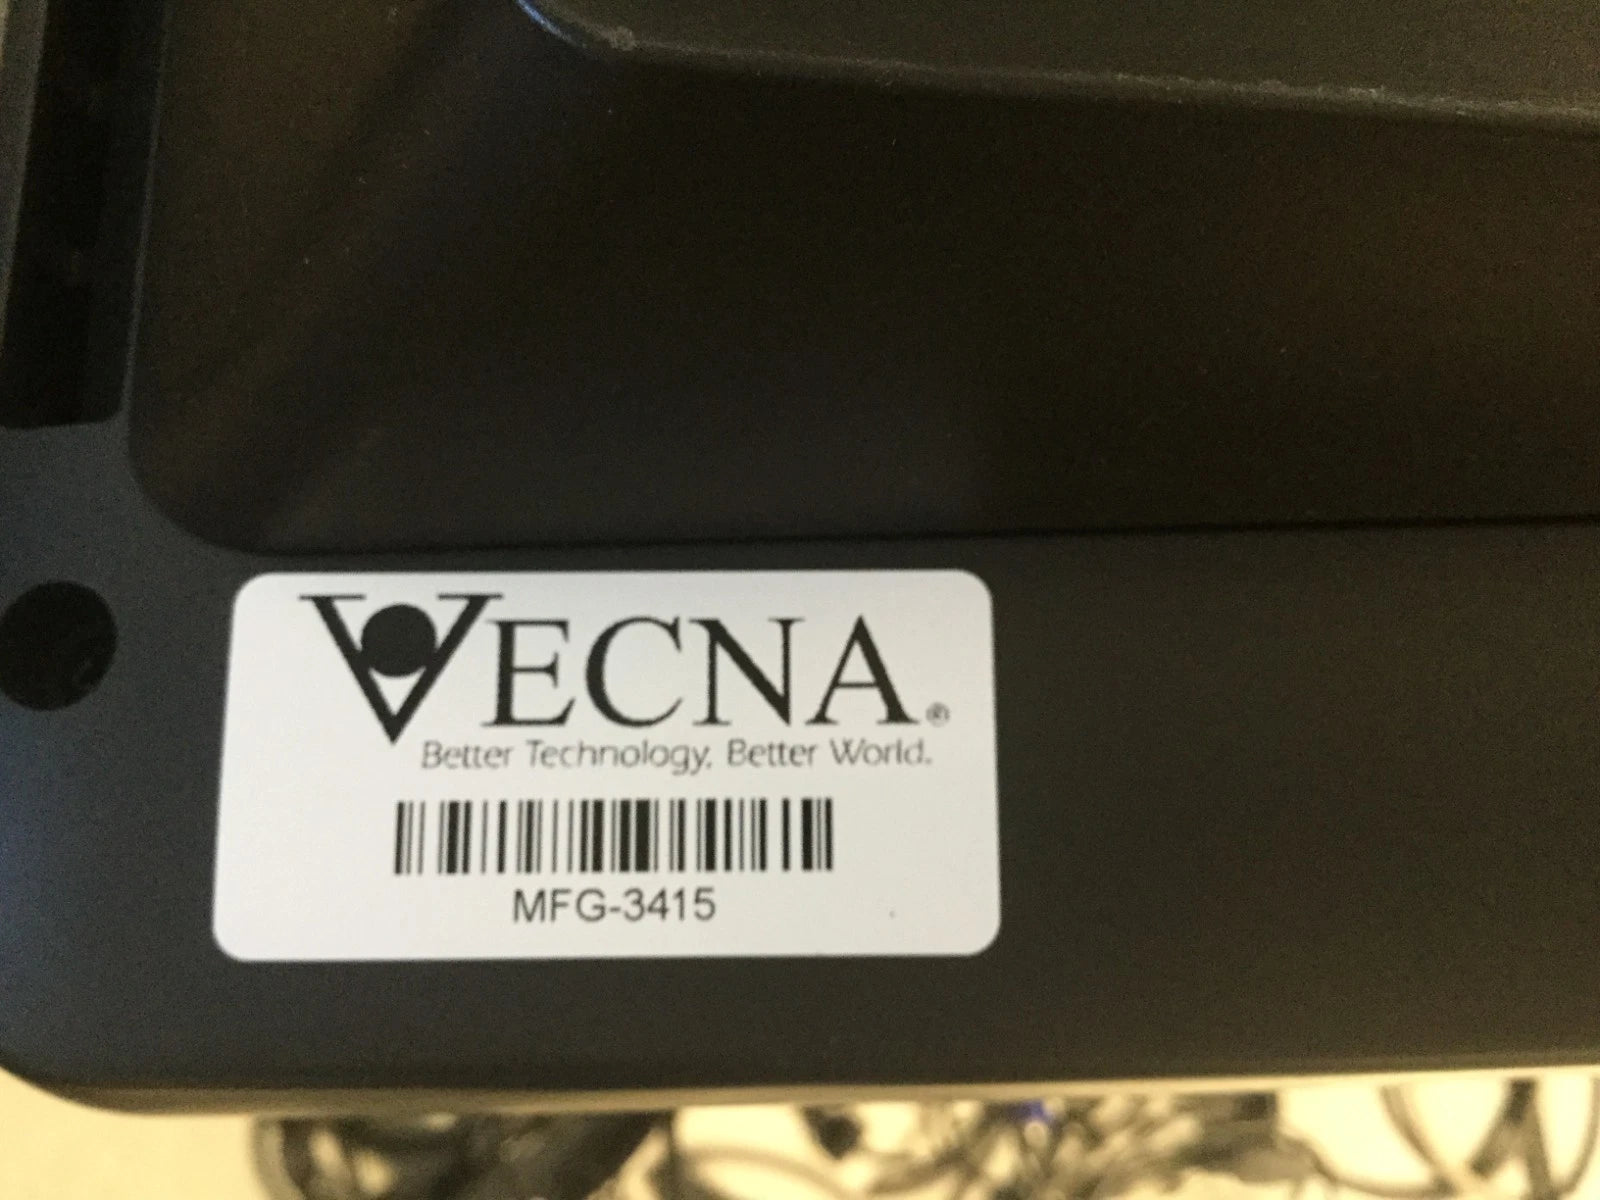 VECNA®
Better Technology, Better World.
MFG-3415